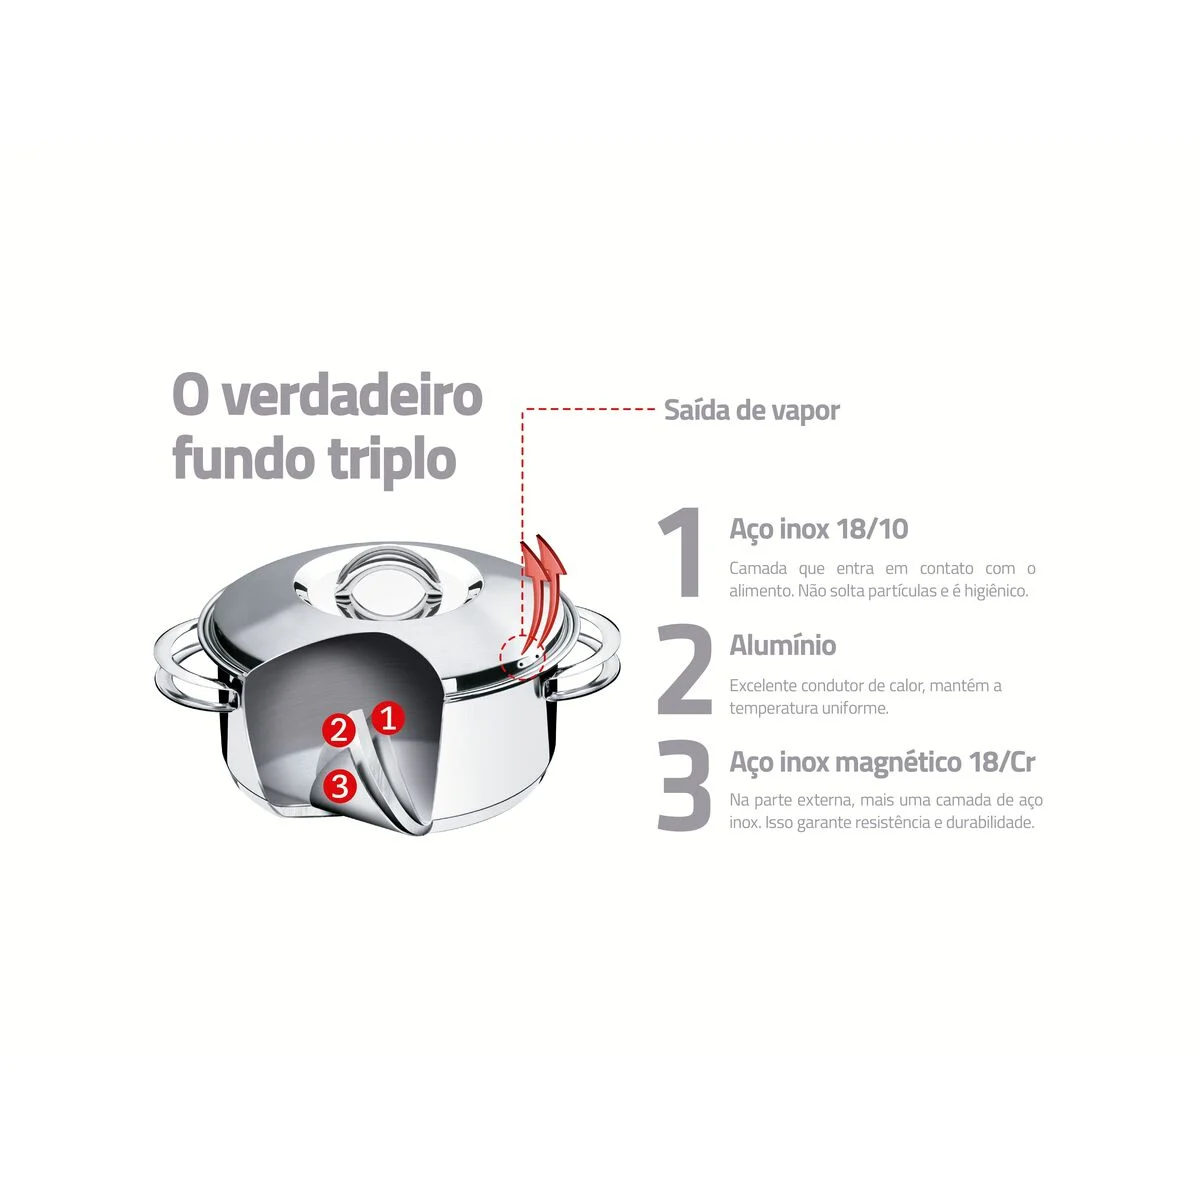 O verdadeiro
fundo triplo
Saída de vapor
1
Aço inox 18/10
Camada que entra em contato com o
alimento. Não solta partículas e é higiênico.
2
Alumínio
Excelente condutor de calor, mantém a
temperatura uniforme.
3
Aço inox magnético 18/Cr
Na parte externa, mais uma camada de aço
inox. Isso garante resistência e durabilidade.
2
1
3